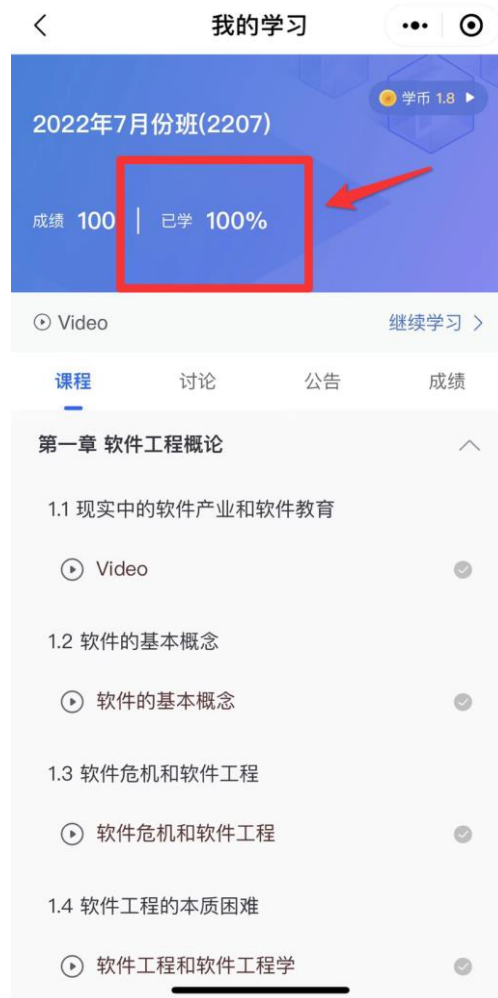 我的学习
学币 1.8
2022年7月份班(2207)
成绩 100 已学 100%
Video 继续学习
课程 讨论 公告 成绩
第一章 软件工程概论
1.1 现实中的软件产业和软件教育
Video
1.2 软件的基本概念
软件的基本概念
1.3 软件危机和软件工程
软件危机和软件工程
1.4 软件工程的本质困难
软件工程和软件工程学